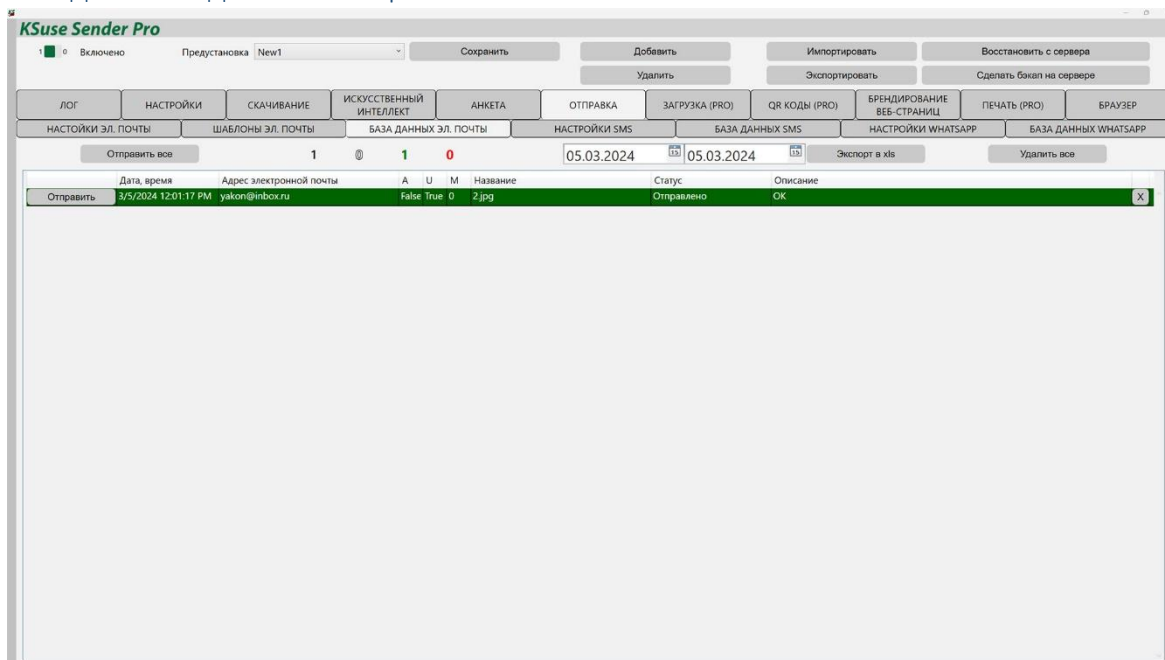 KSuse Sender Pro
1 0 Включено Предустановка New1 Сохранить Добавить Импортировать Восстановить с сервера
Удалить Экспортировать Сделать бэкап на сервере
ЛОГ НАСТРОЙКИ СКАЧИВАНИЕ ИСКУССТВЕННЫЙ ИНТЕЛЛЕКТ АНКЕТА ОТПРАВКА ЗАГРУЗКА (PRO) QR КОДЫ (PRO) БРЕНДИРОВАНИЕ ВЕБ-СТРАНИЦ ПЕЧАТЬ (PRO) БРАУЗЕР
НАСТОЙКИ ЭЛ. ПОЧТЫ ШАБЛОНЫ ЭЛ. ПОЧТЫ БАЗА ДАННЫХ ЭЛ. ПОЧТЫ НАСТРОЙКИ SMS БАЗА ДАННЫХ SMS НАСТРОЙКИ WHATSAPP БАЗА ДАННЫХ WHATSAPP
Отправить все 1 0 1 0 05.03.2024 15 05.03.2024 15 Экспорт в xls Удалить все
Дата, время Адрес электронной почты A U M Название Статус Описание
Отправить 3/5/2024 12:01:17 PM yakon@inbox.ru False True 0 2.jpg Отправлено OK X